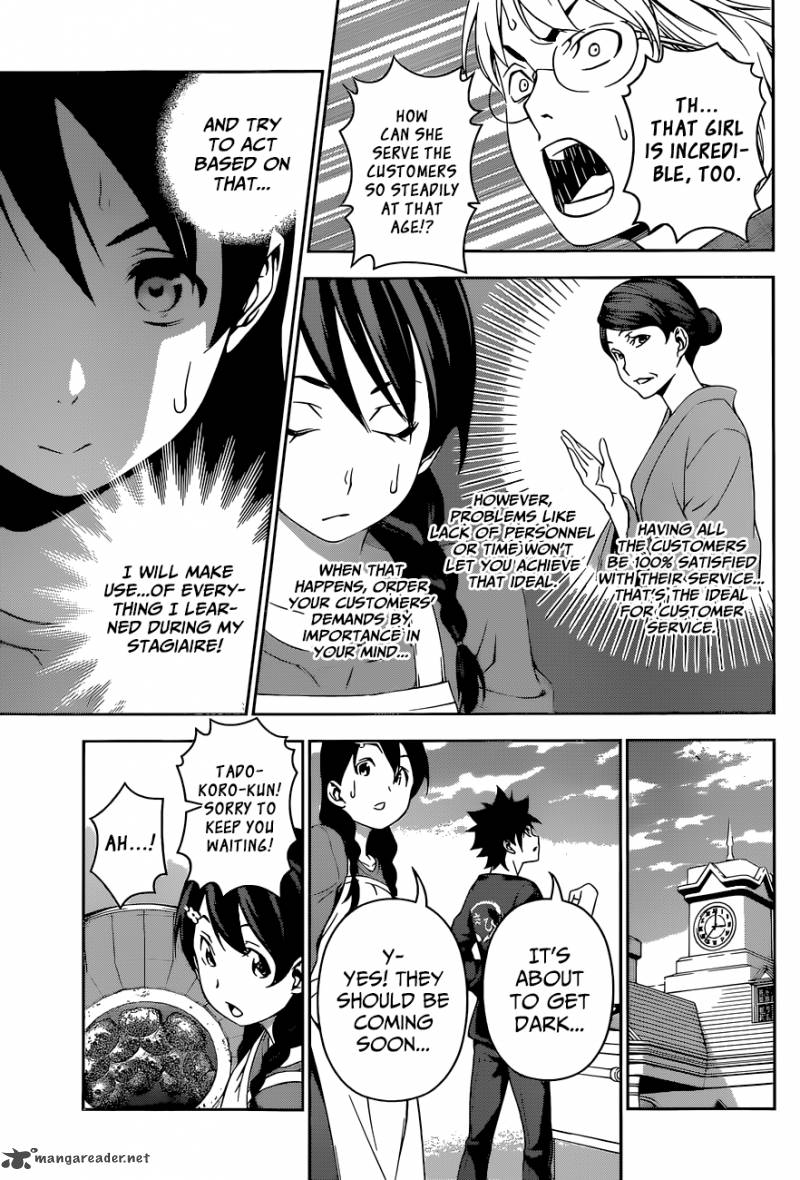 TH...
THAT GIRL
IS INCREDI-
BLE, TOO.
HOW
CAN SHE
SERVE THE
CUSTOMERS
SO STEADILY
AT THAT
AGE!?
HAVING ALL
THE CUSTOMERS
BE 100% SATISFIED
WITH THEIR SERVICE...
THAT'S THE IDEAL
FOR CUSTOMER
SERVICE.
HOWEVER,
PROBLEMS LIKE
LACK OF PERSONNEL
OR TIME WON'T
LET YOU ACHIEVE
THAT IDEAL.
WHEN THAT
HAPPENS, ORDER
YOUR CUSTOMERS'
DEMANDS BY
IMPORTANCE IN
YOUR MIND...
AND TRY
TO ACT
BASED ON
THAT...
I WILL MAKE
USE...OF EVERY-
THING I LEAR-
NED DURING MY
STAGIAIRE!
IT'S
ABOUT
TO GET
DARK...
Y-
YES! THEY
SHOULD BE
COMING
SOON...
TADO-
KORO-KUN!
SORRY TO
KEEP YOU
WAITING!
AH...!
mangareader.net